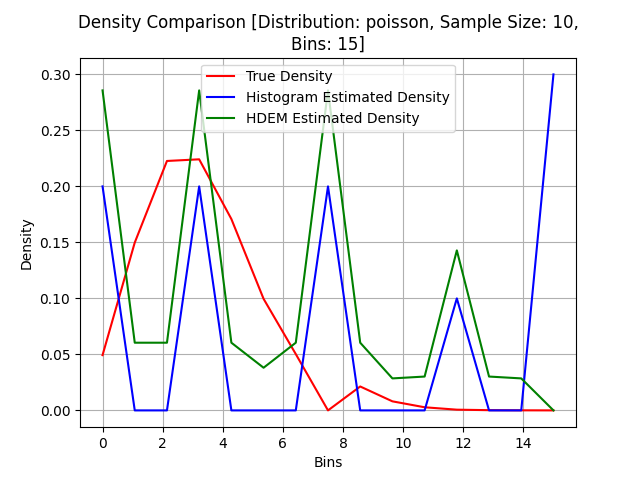 Density Comparison [Distribution: poisson, Sample Size: 10,
Bins: 15]
True Density
Histogram Estimated Density
HDEM Estimated Density
Density
0.30
0.25
0.20
0.15
0.10
0.05
0.00
0 2 4 6 8 10 12 14
Bins